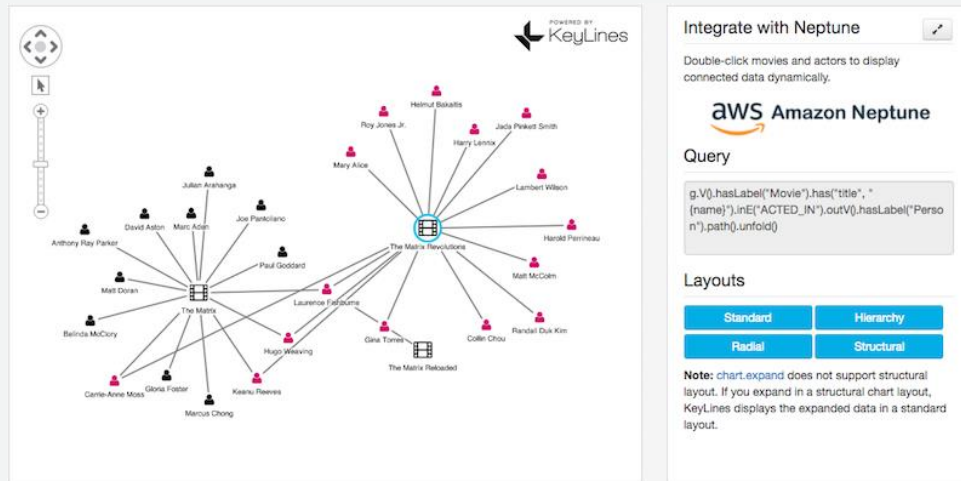 POWERED BY
KeyLines
Helmut Bakaitis
Roy Jones Jr.
Jada Pinkett Smith
Harry Lennix
Mary Alice
Lambert Wilson
Julian Arahanga
Joe Pantoliano
David Aston
Marc Aden
Harold Perrineau
Anthony Ray Parker
The Matrix Revolutions
Paul Goddard
Matt McColm
Matt Doran
Laurence Fishburne
The Matrix
Belinda McClory
Randall Duk Kim
Collin Chou
Gina Torres
Hugo Weaving
The Matrix Reloaded
Carrie-Anne Moss
Gloria Foster
Keanu Reeves
Marcus Chong
Integrate with Neptune
Double-click movies and actors to display
connected data dynamically.
aws Amazon Neptune
Query
g.V().hasLabel("Movie").has("title", "
{name}").inE("ACTED_IN").outV().hasLabel("Perso
n").path().unfold()
Layouts
Standard
Hierarchy
Radial
Structural
Note: chart.expand does not support structural
layout. If you expand in a structural chart layout,
KeyLines displays the expanded data in a standard
layout.